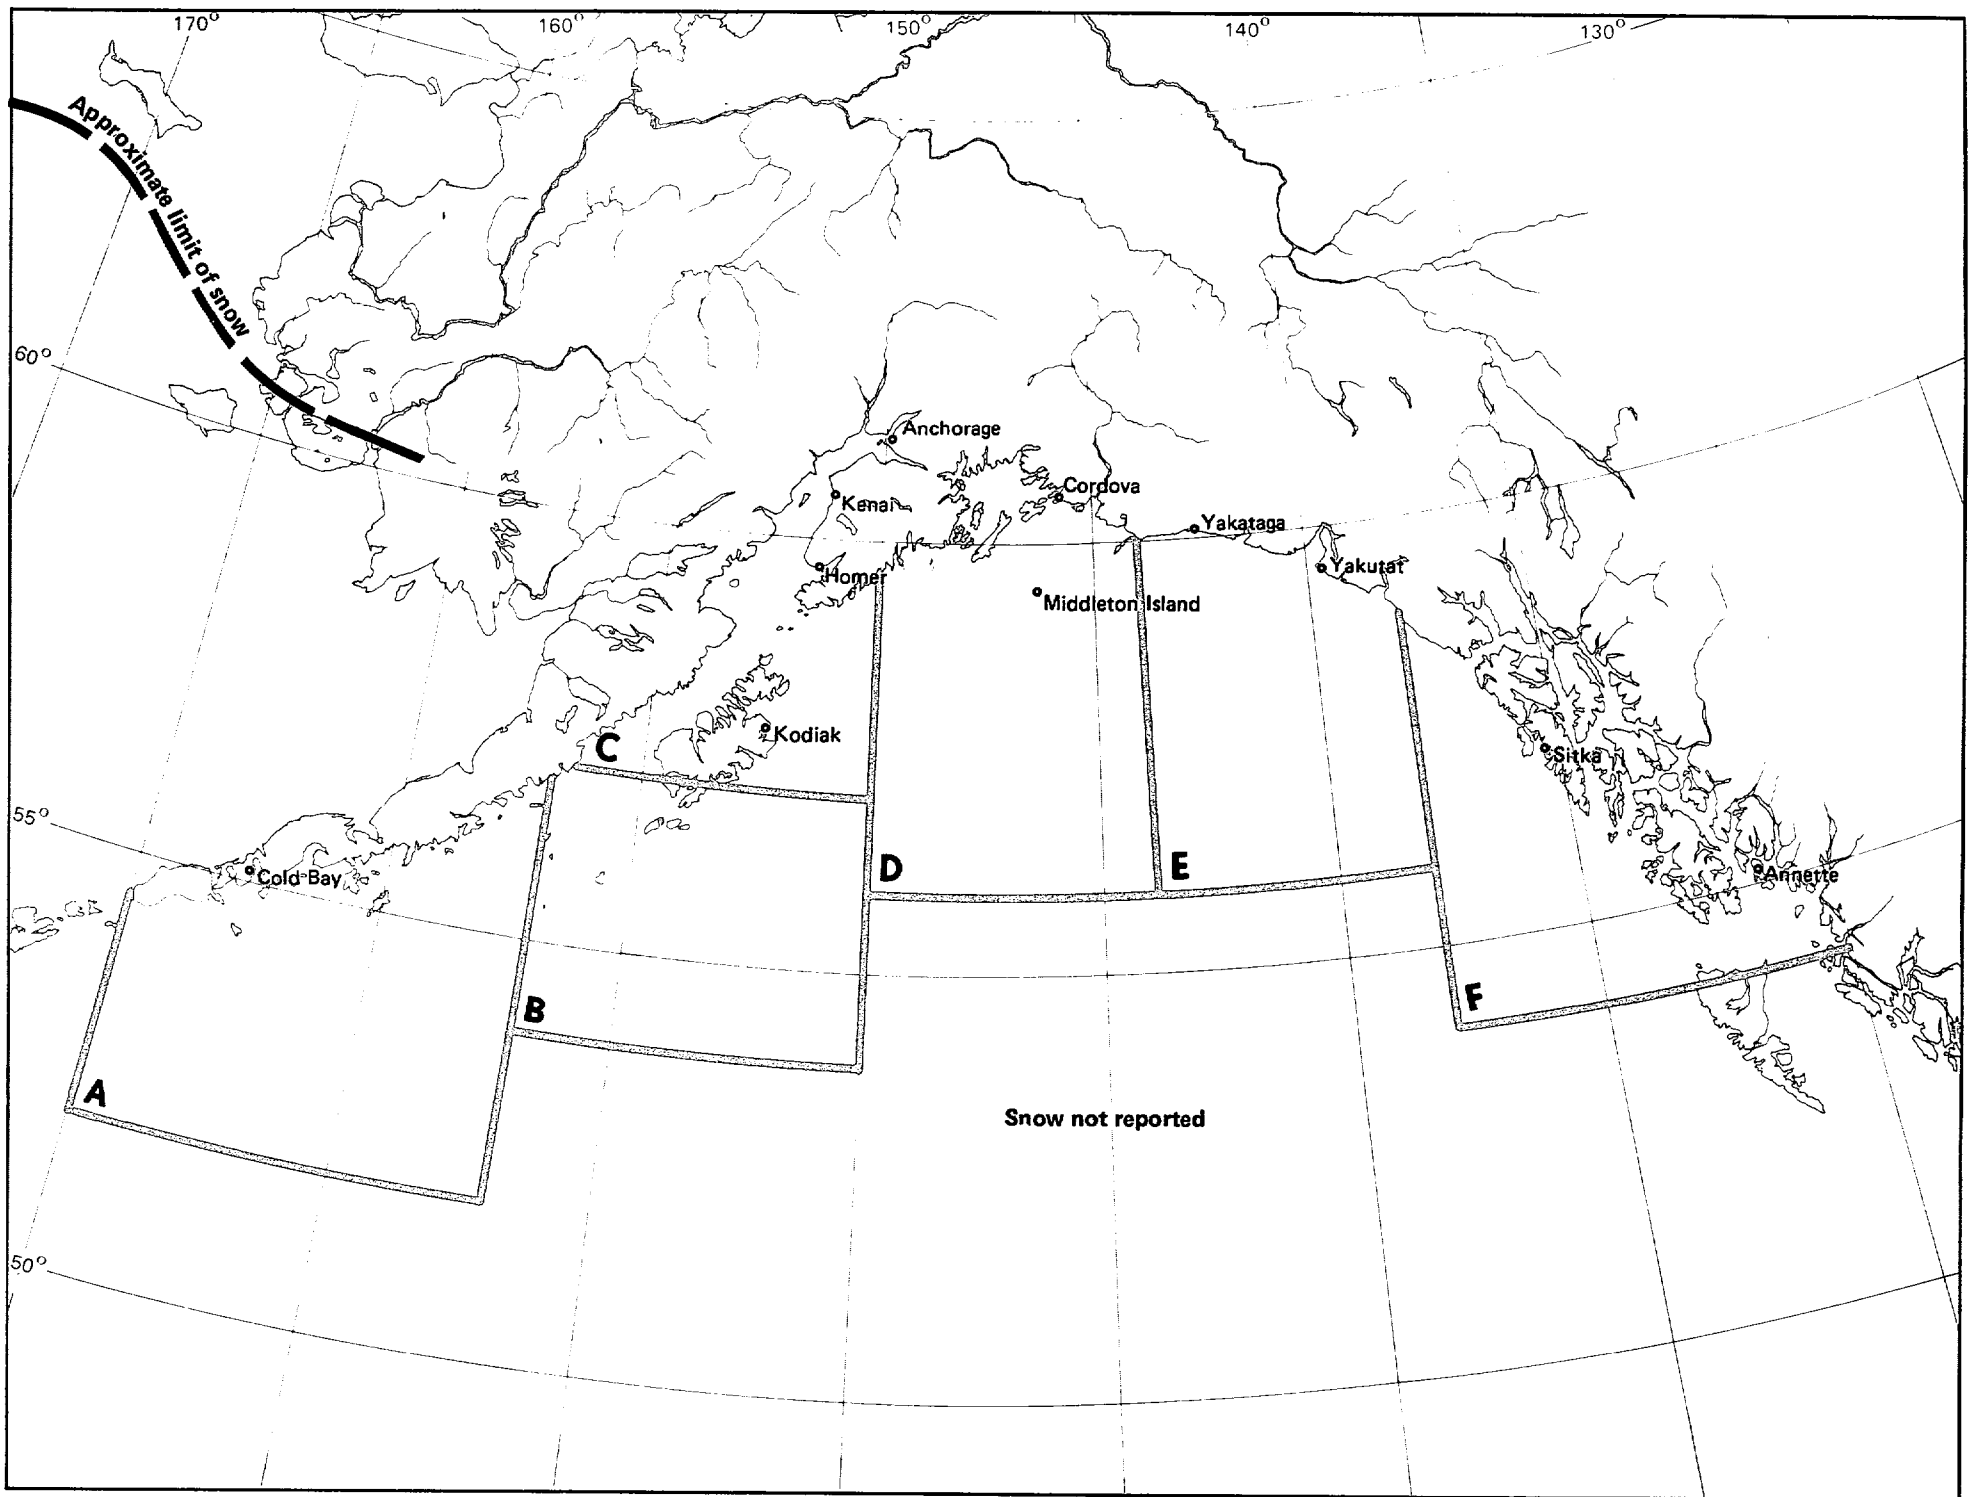 170°
160°
150°
140°
130°
Approximate limit of snow
60°
Anchorage
Cordova
Kenai
Yakataga
Homer
Yakutat
Middleton Island
Kodiak
C
Sitka
55°
Cold Bay
D
E
Annette
B
F
A
Snow not reported
50°